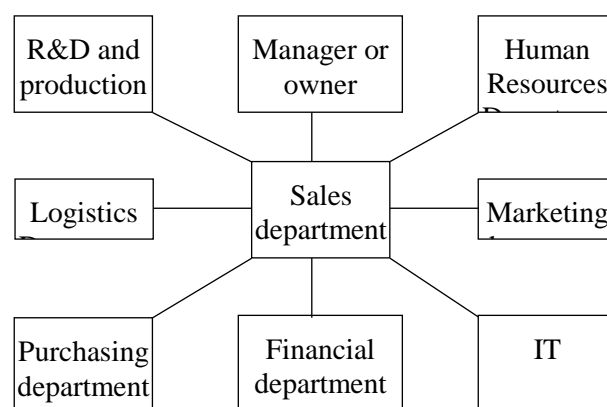 R&D and
production
Manager or
owner
Human
Resources
Logistics
Sales
department
Marketing
Purchasing
department
Financial
department
IT